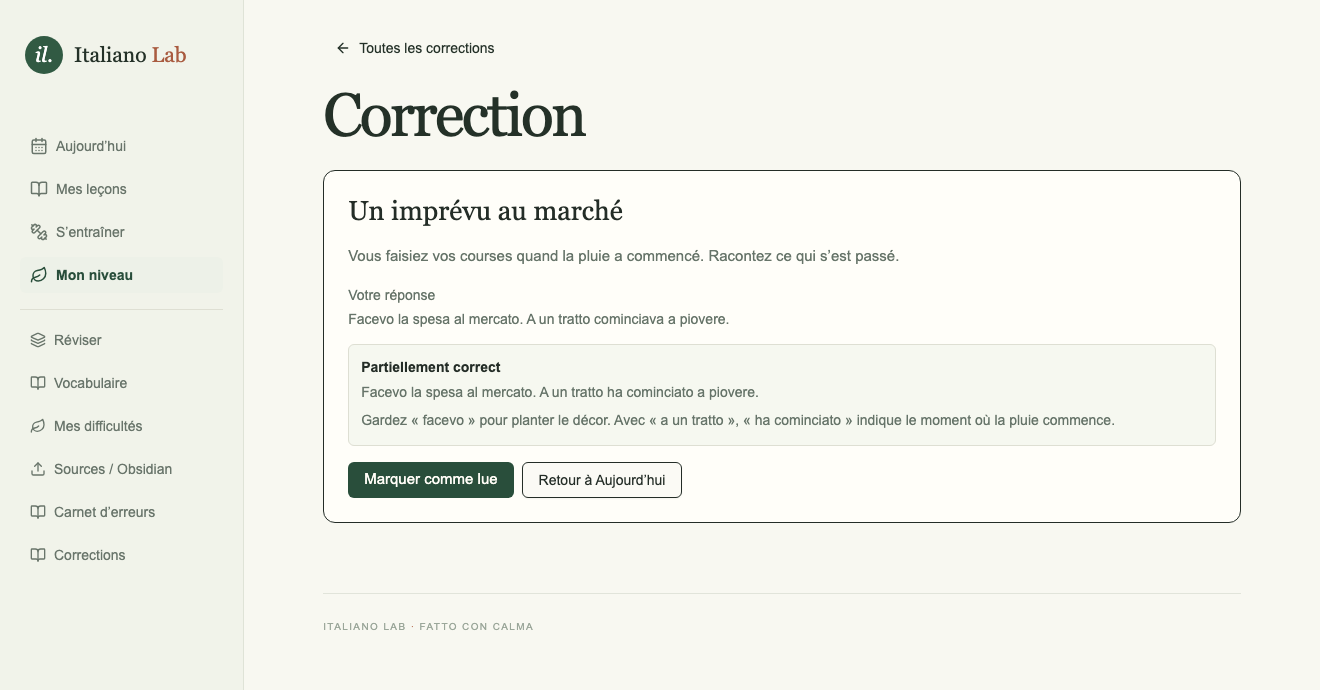 il. Italiano Lab
Aujourd’hui
Mes leçons
S’entraîner
Mon niveau
Réviser
Vocabulaire
Mes difficultés
Sources / Obsidian
Carnet d’erreurs
Corrections
Toutes les corrections
Correction
Un imprévu au marché
Vous faisiez vos courses quand la pluie a commencé. Racontez ce qui s’est passé.
Votre réponse
Facevo la spesa al mercato. A un tratto cominciava a piovere.
Partiellement correct
Facevo la spesa al mercato. A un tratto ha cominciato a piovere.
Gardez « facevo » pour planter le décor. Avec « a un tratto », « ha cominciato » indique le moment où la pluie commence.
Marquer comme lue
Retour à Aujourd’hui
ITALIANO LAB · FATTO CON CALMA